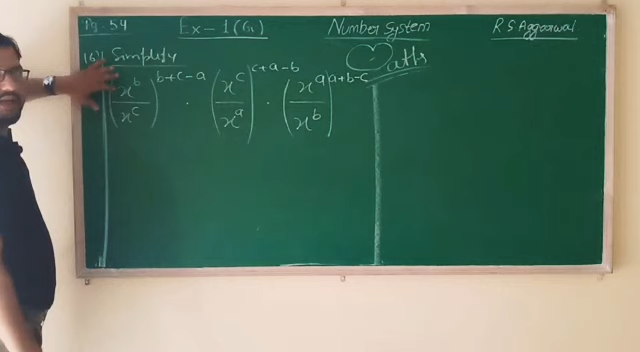 Pg - 54 Ex - 1(G) Number System R S Aggarwal
16) Simplify Maths
(x^b/x^c)^(b+c-a) · (x^c/x^a)^(c+a-b) · (x^a/x^b)^(a+b-c)